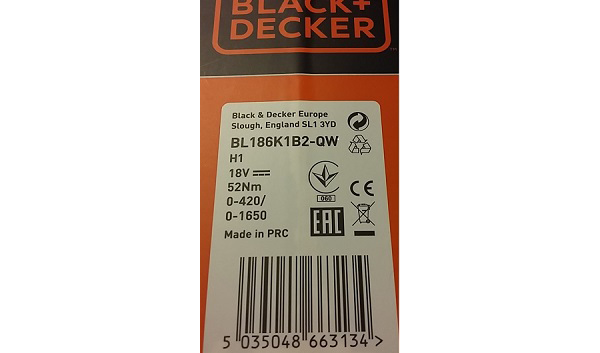 BLACK+
DECKER
Black & Decker Europe
Slough, England SL1 3YD
BL186K1B2-QW
H1
18V
52Nm
060
0-420/
0-1650
EAC
Made in PRC
5 035048 663134 >